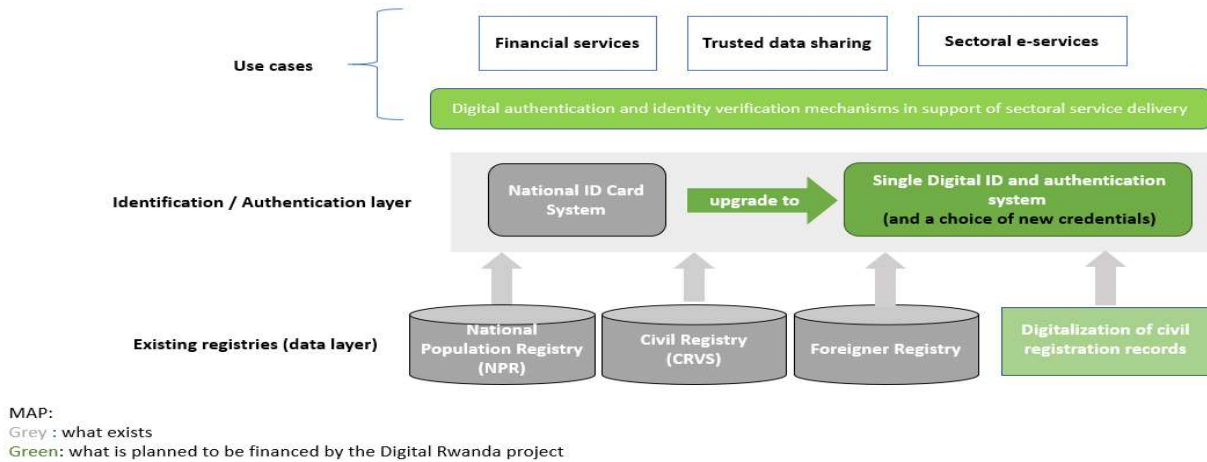 Use cases
Financial services
Trusted data sharing
Sectoral e-services
Digital authentication and identity verification mechanisms in support of sectoral service delivery
Identification / Authentication layer
National ID Card
System
upgrade to
Single Digital ID and authentication
system
(and a choice of new credentials)
Existing registries (data layer)
National
Population Registry
(NPR)
Civil Registry
(CRVS)
Foreigner Registry
Digitalization of civil
registration records
MAP:
Grey : what exists
Green: what is planned to be financed by the Digital Rwanda project